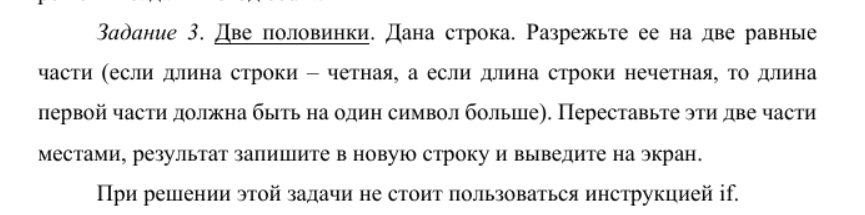 Задание 3. Две половинки. Дана строка. Разрежьте ее на две равные
части (если длина строки – четная, а если длина строки нечетная, то длина
первой части должна быть на один символ больше). Переставьте эти две части
местами, результат запишите в новую строку и выведите на экран.
При решении этой задачи не стоит пользоваться инструкцией if.